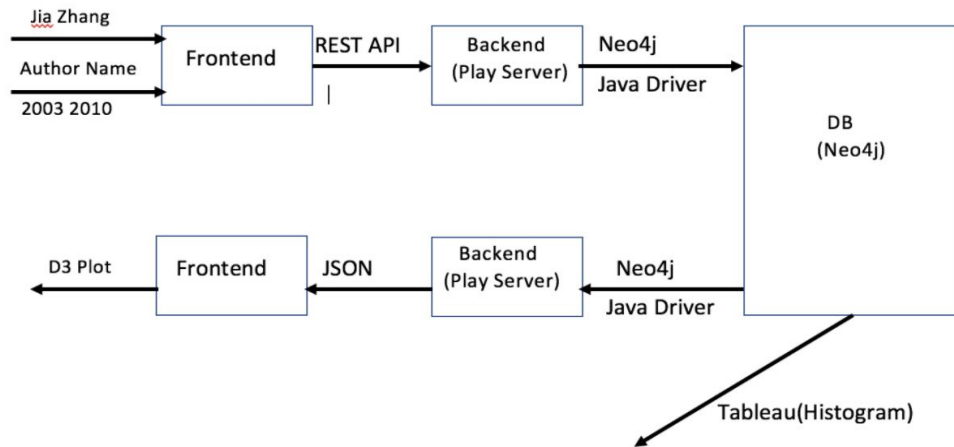 Jia Zhang
Author Name
2003 2010
Frontend
REST API
Backend
(Play Server)
Neo4j
Java Driver
DB
(Neo4j)
D3 Plot
Frontend
JSON
Backend
(Play Server)
Neo4j
Java Driver
Tableau(Histogram)